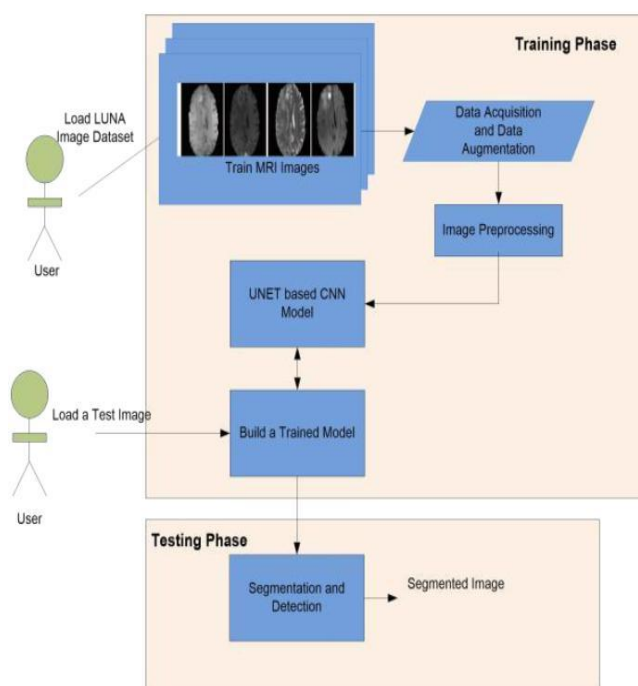 Training Phase
Load LUNA
Image Dataset
User
Train MRI Images
Data Acquisition
and Data
Augmentation
Image Preprocessing
UNET based CNN
Model
Load a Test Image
User
Build a Trained Model
Testing Phase
Segmentation and
Detection
Segmented Image